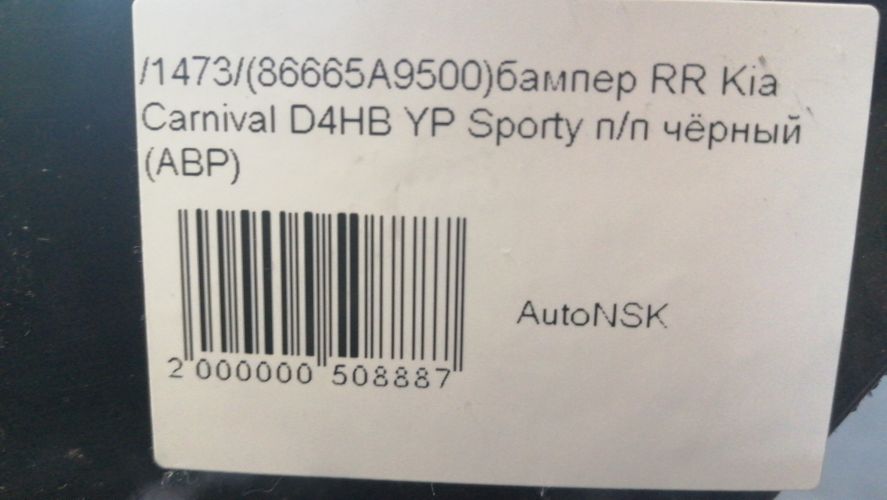 /1473/(86665A9500)бампер RR Kia
Carnival D4HB YP Sporty п/п чёрный
(ABP)
AutoNSK
2 000000 508887